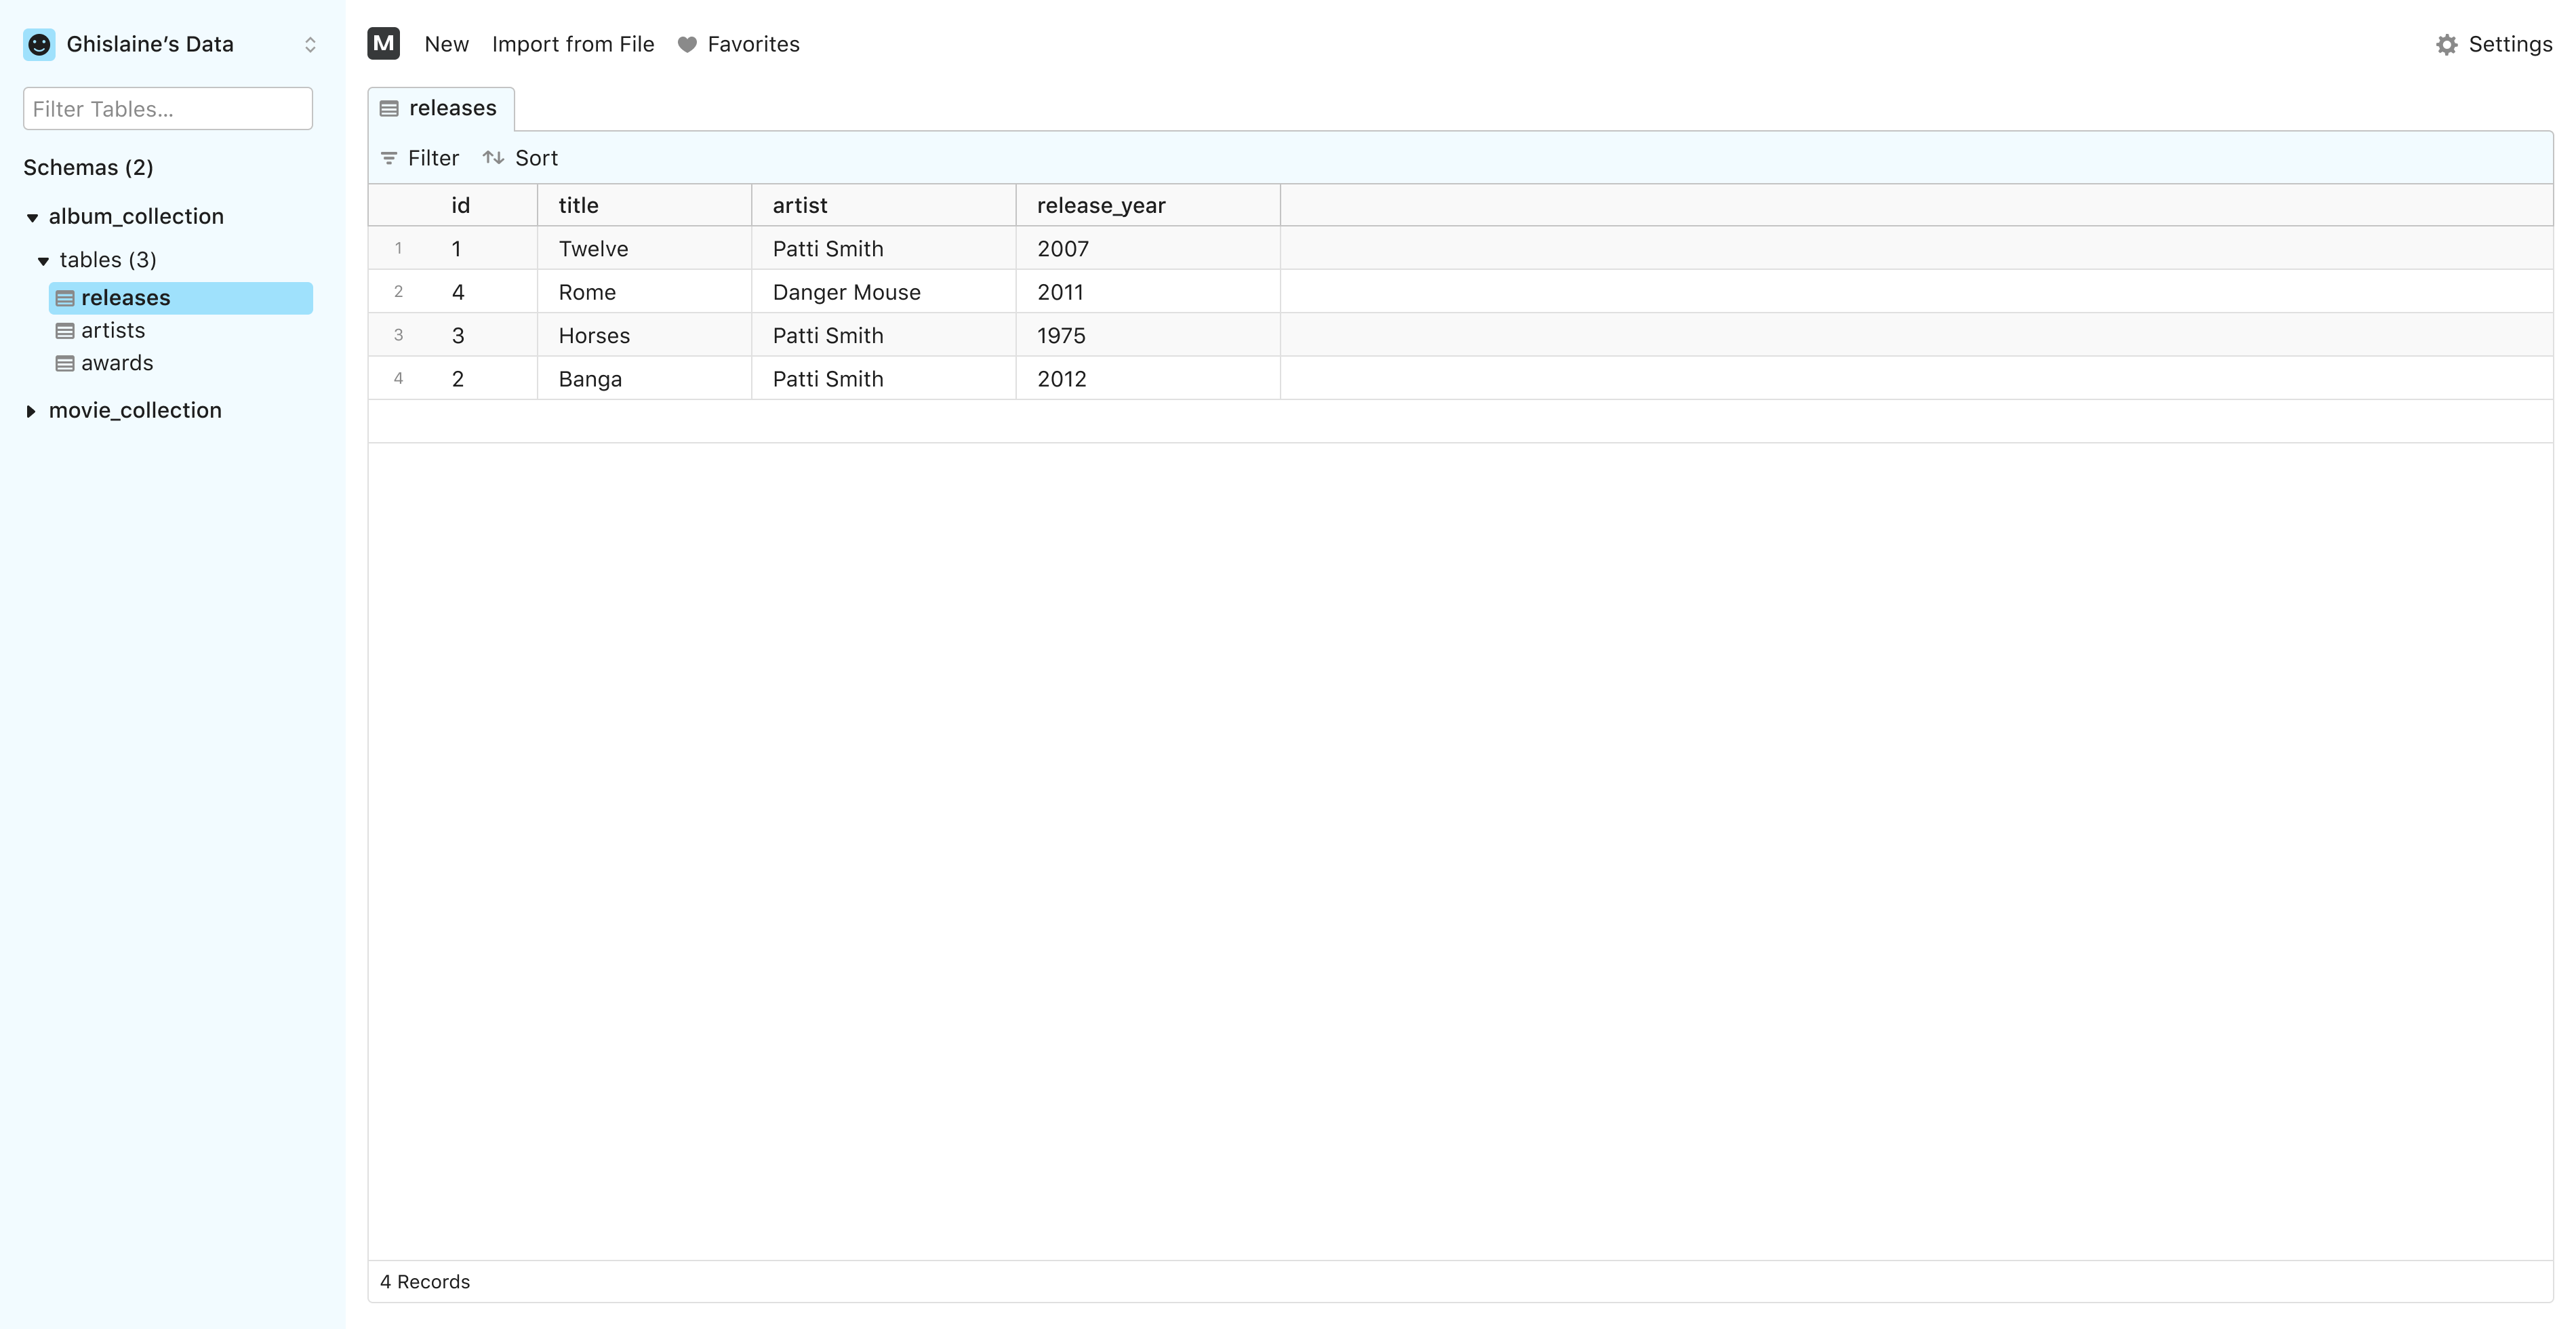 Ghislaine’s Data
Filter Tables...
Schemas (2)
album_collection
tables (3)
releases
artists
awards
movie_collection
M New Import from File Favorites Settings
releases
Filter Sort
id title artist release_year
1 1 Twelve Patti Smith 2007
2 4 Rome Danger Mouse 2011
3 3 Horses Patti Smith 1975
4 2 Banga Patti Smith 2012
4 Records